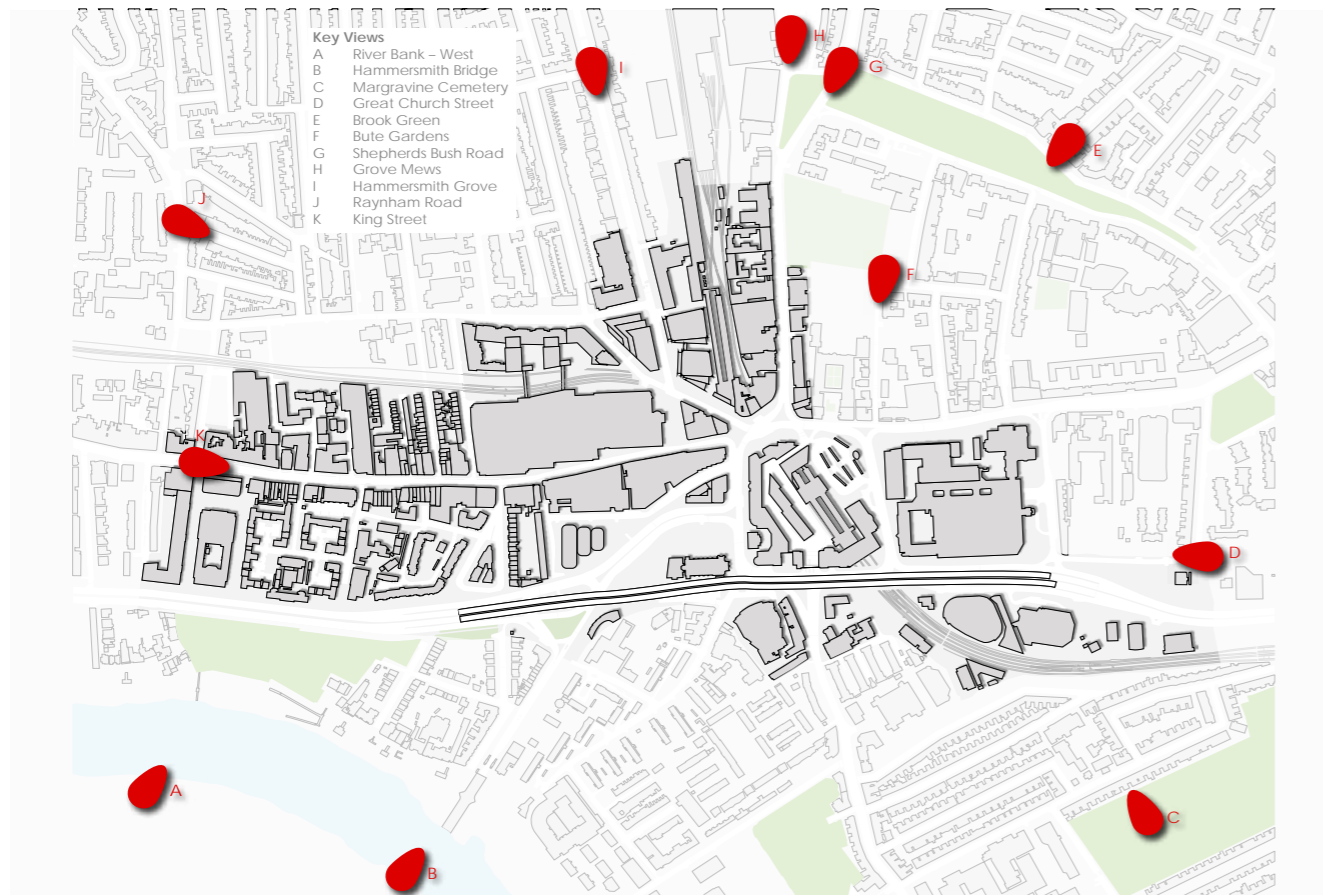 Key Views
A River Bank – West
B Hammersmith Bridge
C Margravine Cemetery
D Great Church Street
E Brook Green
F Bute Gardens
G Shepherds Bush Road
H Grove Mews
I Hammersmith Grove
J Raynham Road
K King Street
H
I
G
E
J
F
K
D
A
C
B